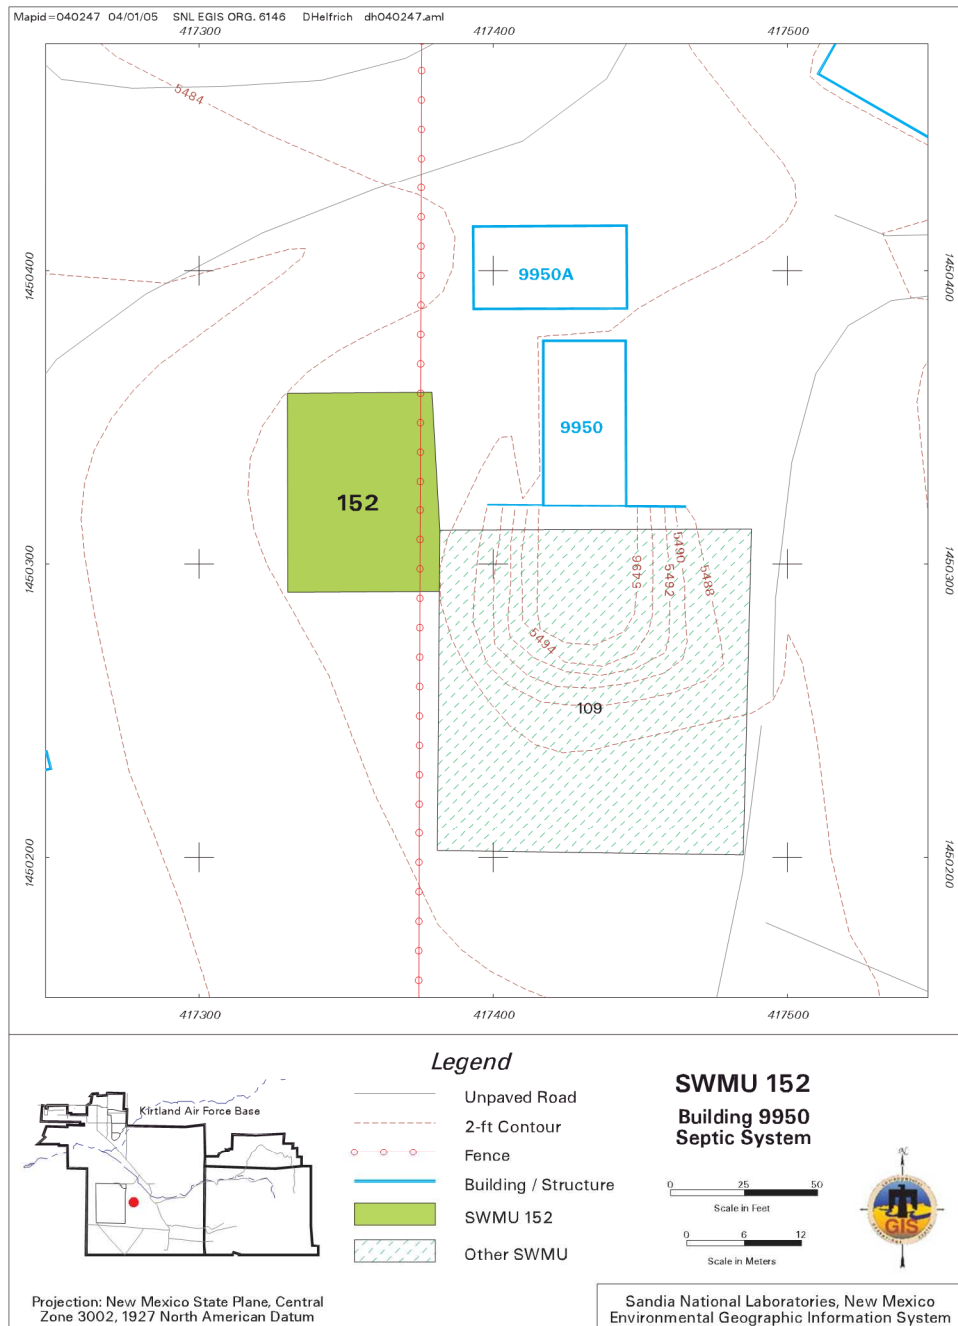 Mapid=040247 04/01/05 SNL EGIS ORG. 6146 DHelfrich dh040247.aml
417300 417400 417500
5484
1450400 1450400
9950A
9950
152
1450300 1450300
5490
5496
5492
5488
5494
109
1450200 1450200
417300 417400 417500
Legend
Kirtland Air Force Base
Unpaved Road
2-ft Contour
Fence
Building / Structure
SWMU 152
Other SWMU
SWMU 152
Building 9950
Septic System
0 25 50
Scale in Feet
0 6 12
Scale in Meters
N
GIS
Projection: New Mexico State Plane, Central
Zone 3002, 1927 North American Datum
Sandia National Laboratories, New Mexico
Environmental Geographic Information System